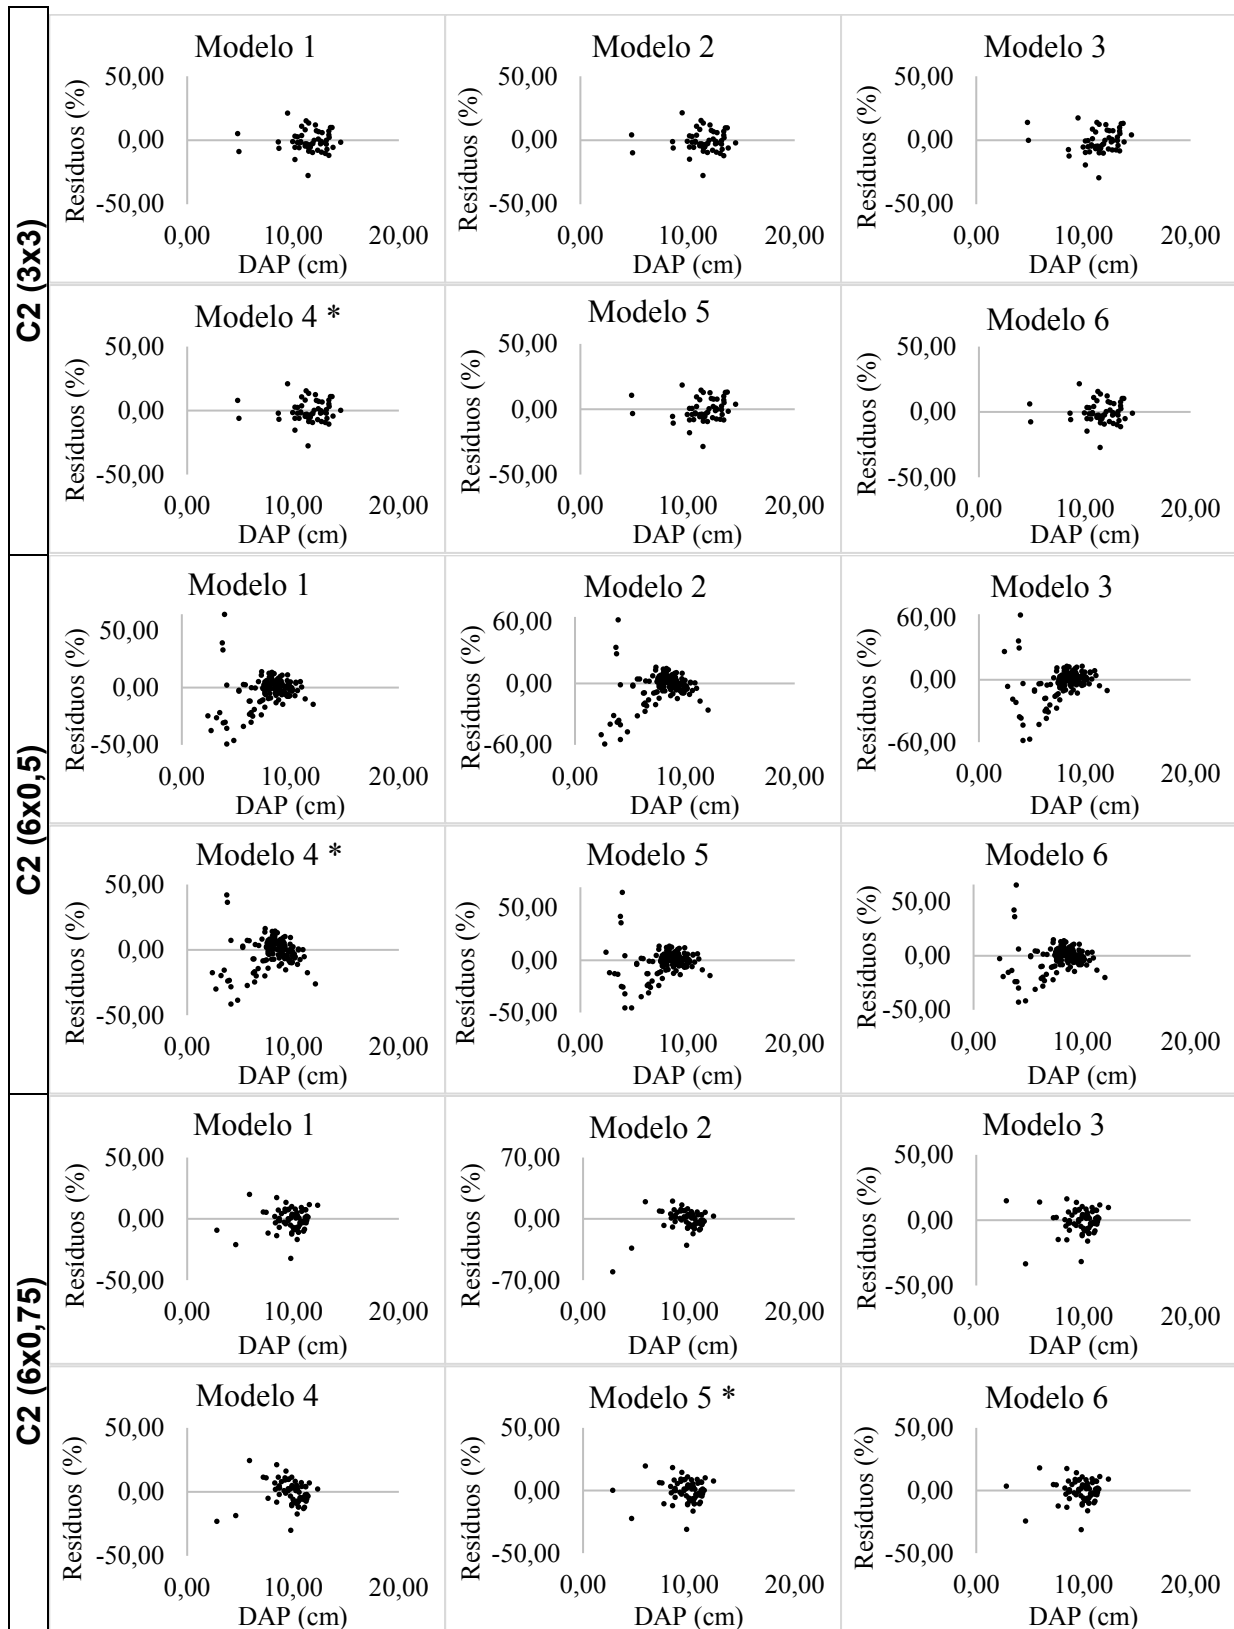 C2 (3x3)
Modelo 1
Resíduos (%)
50,00
0,00
-50,00
0,00 10,00 20,00
DAP (cm)
Modelo 2
Resíduos (%)
50,00
0,00
-50,00
0,00 10,00 20,00
DAP (cm)
Modelo 3
Resíduos (%)
50,00
0,00
-50,00
0,00 10,00 20,00
DAP (cm)
Modelo 4 *
Resíduos (%)
50,00
0,00
-50,00
0,00 10,00 20,00
DAP (cm)
Modelo 5
Resíduos (%)
50,00
0,00
-50,00
0,00 10,00 20,00
DAP (cm)
Modelo 6
Resíduos (%)
50,00
0,00
-50,00
0,00 10,00 20,00
DAP (cm)
C2 (6x0,5)
Modelo 1
Resíduos (%)
50,00
0,00
-50,00
0,00 10,00 20,00
DAP (cm)
Modelo 2
Resíduos (%)
60,00
0,00
-60,00
0,00 10,00 20,00
DAP (cm)
Modelo 3
Resíduos (%)
60,00
0,00
-60,00
0,00 10,00 20,00
DAP (cm)
Modelo 4 *
Resíduos (%)
50,00
0,00
-50,00
0,00 10,00 20,00
DAP (cm)
Modelo 5
Resíduos (%)
50,00
0,00
-50,00
0,00 10,00 20,00
DAP (cm)
Modelo 6
Resíduos (%)
50,00
0,00
-50,00
0,00 10,00 20,00
DAP (cm)
C2 (6x0,75)
Modelo 1
Resíduos (%)
50,00
0,00
-50,00
0,00 10,00 20,00
DAP (cm)
Modelo 2
Resíduos (%)
70,00
0,00
-70,00
0,00 10,00 20,00
DAP (cm)
Modelo 3
Resíduos (%)
50,00
0,00
-50,00
0,00 10,00 20,00
DAP (cm)
Modelo 4
Resíduos (%)
50,00
0,00
-50,00
0,00 10,00 20,00
DAP (cm)
Modelo 5 *
Resíduos (%)
50,00
0,00
-50,00
0,00 10,00 20,00
DAP (cm)
Modelo 6
Resíduos (%)
50,00
0,00
-50,00
0,00 10,00 20,00
DAP (cm)